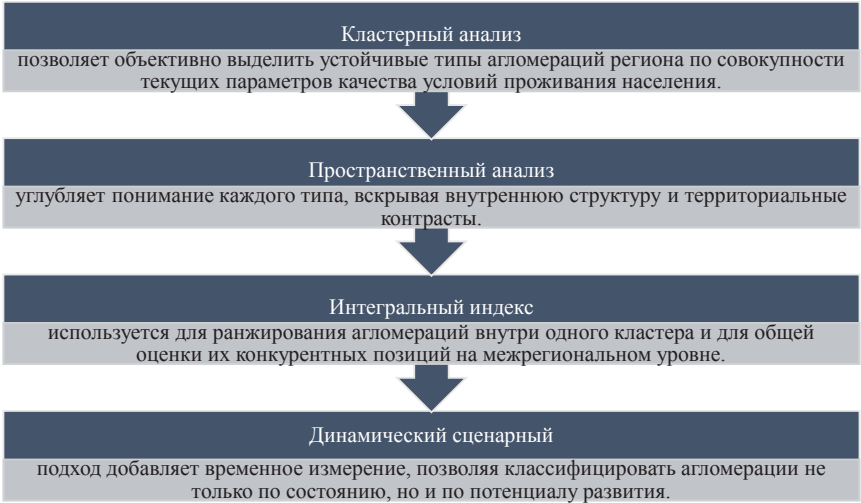 Кластерный анализ
позволяет объективно выделить устойчивые типы агломераций региона по совокупности
текущих параметров качества условий проживания населения.
Пространственный анализ
углубляет понимание каждого типа, вскрывая внутреннюю структуру и территориальные
контрасты.
Интегральный индекс
используется для ранжирования агломераций внутри одного кластера и для общей
оценки их конкурентных позиций на межрегиональном уровне.
Динамический сценарный
подход добавляет временное измерение, позволяя классифицировать агломерации не
только по состоянию, но и по потенциалу развития.